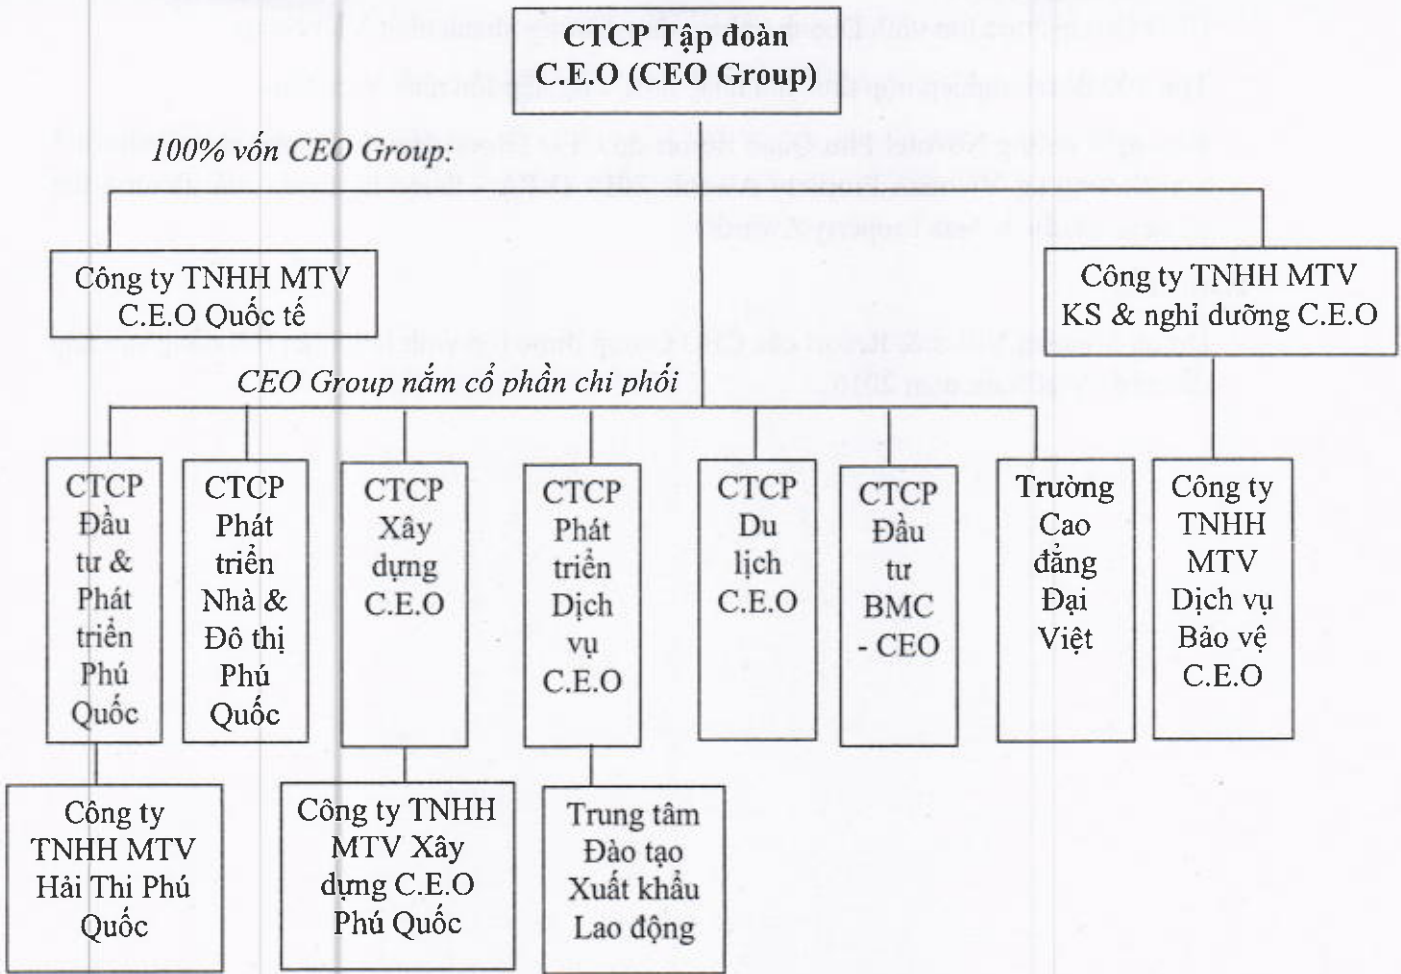 CTCP Tập đoàn
C.E.O (CEO Group)
100% vốn CEO Group:
Công ty TNHH MTV
C.E.O Quốc tế
Công ty TNHH MTV
KS & nghỉ dưỡng C.E.O
CEO Group nắm cổ phần chi phối
CTCP
Đầu
tư &
Phát
triển
Phú
Quốc
CTCP
Phát
triển
Nhà &
Đô thị
Phú
Quốc
CTCP
Xây
dựng
C.E.O
CTCP
Phát
triển
Dịch
vụ
C.E.O
CTCP
Du
lịch
C.E.O
CTCP
Đầu
tư
BMC
- CEO
Trường
Cao
đẳng
Đại
Việt
Công ty
TNHH
MTV
Dịch vụ
Bảo vệ
C.E.O
Công ty
TNHH MTV
Hải Thi Phú
Quốc
Công ty TNHH
MTV Xây
dựng C.E.O
Phú Quốc
Trung tâm
Đào tạo
Xuất khẩu
Lao động